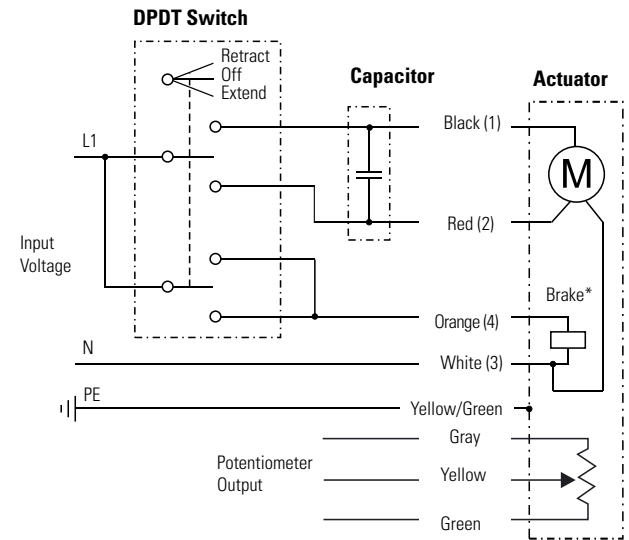 DPDT Switch
Retract
Off
Extend
Capacitor
Actuator
Black (1)
L1
M
Red (2)
Input
Voltage
Brake*
Orange (4)
N
White (3)
PE
Yellow/Green
Gray
Potentiometer
Output
Yellow
Green